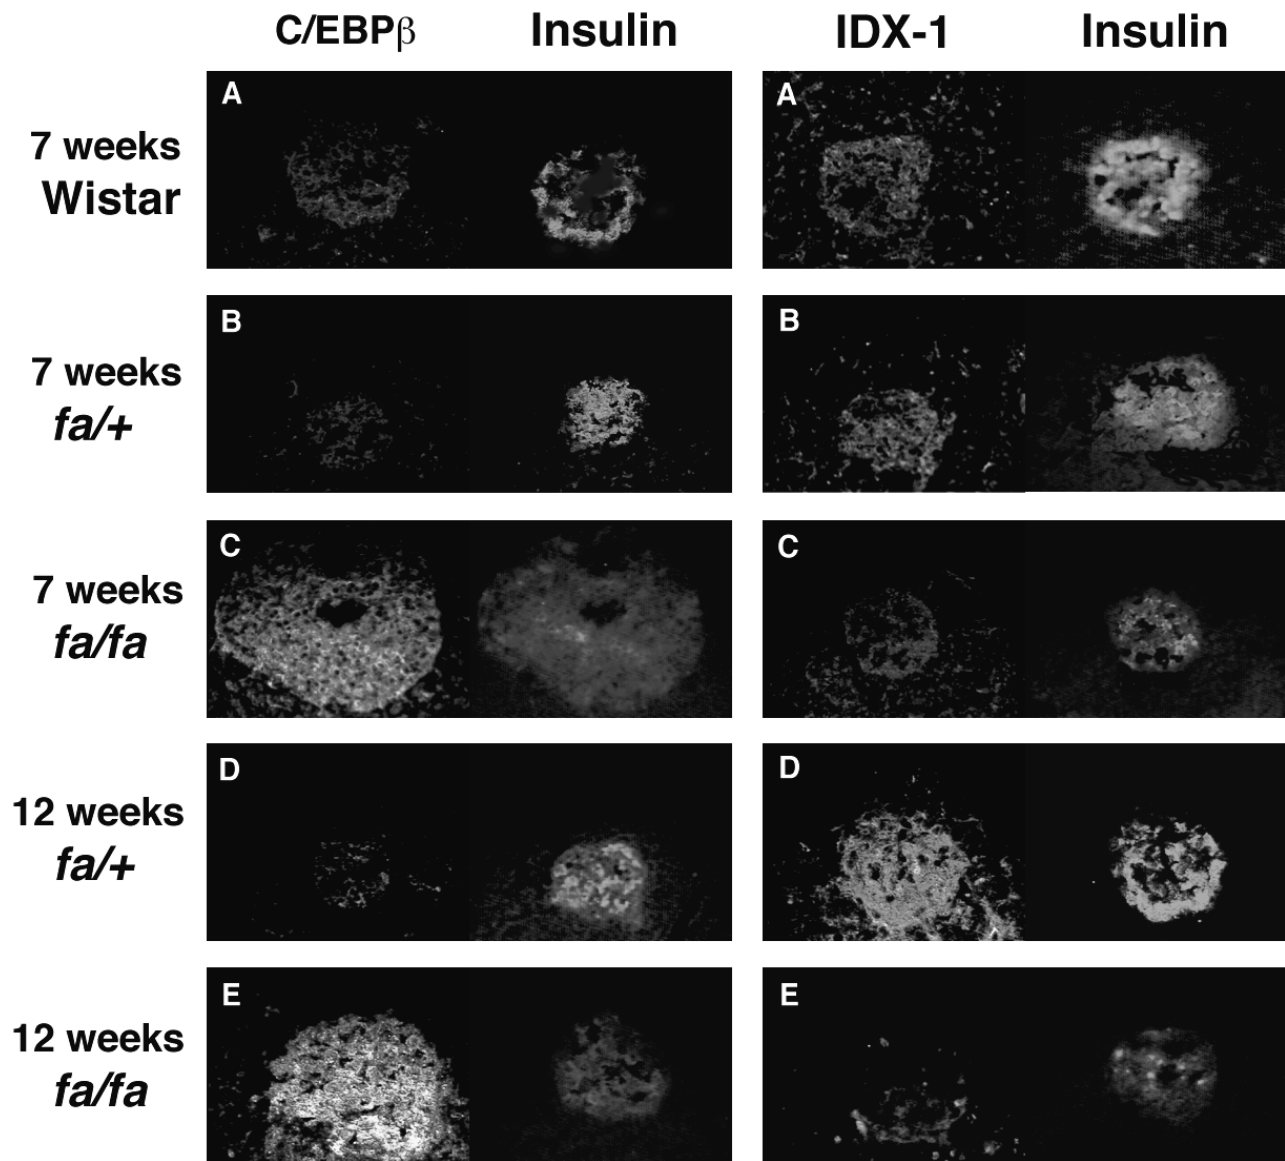 C/EBPβ Insulin IDX-1 Insulin
A A
7 weeks
Wistar
B B
7 weeks
fa/+
C C
7 weeks
fa/fa
D D
12 weeks
fa/+
E E
12 weeks
fa/fa